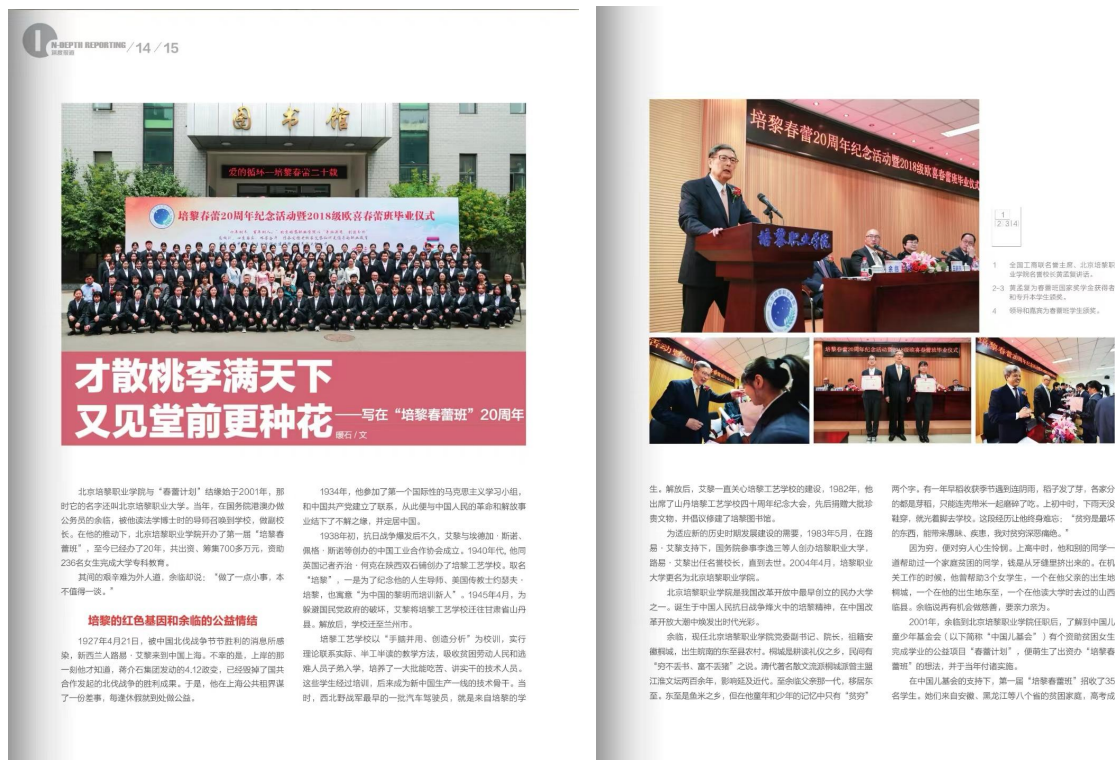 IN-DEPTH REPORTING / 14 / 15
图书馆
爱的循环—培黎春蕾二十载
培黎春蕾20周年纪念活动暨2018级欧喜春蕾班毕业仪式
才散桃李满天下
又见堂前更种花——写在“培黎春蕾班”20周年
暖石 / 文
北京培黎职业学院与“春蕾计划”结缘始于2001年，那
时它的名字还叫北京培黎职业大学。当年，在国务院港澳办做
公务员的余临，被他读法学博士时的导师召唤到学校，做副校
长。在他的推动下，北京培黎职业学院开办了第一届“培黎春
蕾班”，至今已经办了20年，共出资、筹集700多万元，资助
236名女生完成大学专科教育。
其间的艰辛难为外人道，余临却说：“做了一点小事，本
不值得一谈。”
培黎的红色基因和余临的公益情结
1927年4月21日，被中国北伐战争节节胜利的消息所感
染，新西兰人路易·艾黎来到中国上海。不幸的是，上岸的那
一刻他才知道，蒋介石集团发动的4.12政变，已经毁掉了国共
合作发起的北伐战争的胜利成果。于是，他在上海公共租界谋
了一份差事，每逢休假就到处做公益。
1934年，他参加了第一个国际性的马克思主义学习小组，
和中国共产党建立了联系，从此便与中国人民的革命和解放事
业结下了不解之缘，并定居中国。
1938年初，抗日战争爆发后不久，艾黎与埃德加·斯诺、
佩格·斯诺等创办的中国工业合作协会成立。1940年代，他同
英国记者乔治·何克在陕西双石铺创办了培黎工艺学校。取名
“培黎”，一是为了纪念他的人生导师、美国传教士约瑟夫·
培黎，也寓意“为中国的黎明而培训新人”。1945年4月，为
躲避国民党政府的破坏，艾黎将培黎工艺学校迁往甘肃省山丹
县。解放后，学校迁至兰州市。
培黎工艺学校以“手脑并用、创造分析”为校训，实行
理论联系实际、半工半读的教学方法，吸收贫困劳动人民和逃
难人员子弟入学，培养了一大批能吃苦、讲实干的技术人员。
这些学生经过培训，后来成为新中国生产一线的技术骨干。当
时，西北野战军最早的一批汽车驾驶员，就是来自培黎的学
培黎春蕾20周年纪念活动暨2018级欧喜春蕾班毕业仪式
培黎职业学院
1
2 3 4
1 全国工商联名誉主席、北京培黎职
业学院名誉校长黄孟复讲话。
2-3 黄孟复为春蕾班国家奖学金获得者
和专升本学生颁奖。
4 领导和嘉宾为春蕾班学生颁奖。
培黎春蕾20周年纪念活动暨2018级欧喜春蕾班毕业仪式
生。解放后，艾黎一直关心培黎工艺学校的建设，1982年，他
出席了山丹培黎工艺学校四十周年纪念大会，先后捐赠大批珍
贵文物，并倡议修建了培黎图书馆。
为适应新的历史时期发展建设的需要，1983年5月，在路
易·艾黎支持下，国务院参事李逸三等人创办培黎职业大学，
路易·艾黎出任名誉校长，直到去世。2004年4月，培黎职业
大学更名为北京培黎职业学院。
北京培黎职业学院是我国改革开放中最早创立的民办大学
之一。诞生于中国人民抗日战争烽火中的培黎精神，在中国改
革开放大潮中焕发出时代光彩。
余临，现任北京培黎职业学院党委副书记、院长，祖籍安
徽桐城，出生皖南的东至县农村。桐城是耕读礼义之乡，民间有
“穷不丢书，富不丢猪”之说。清代著名散文流派桐城派曾主盟
江淮文坛两百余年，影响延及近代。至余临父亲那一代，移居东
至。东至是鱼米之乡，但在他童年和少年的记忆中只有“贫穷”
两个字。有一年早稻收获季节遇到连阴雨，稻子发了芽，各家分
的都是芽稻，只能连壳带米一起磨碎了吃。上初中时，下雨天没
鞋穿，就光着脚去学校。这段经历让他终身难忘：“贫穷是最坏
的东西，能带来愚昧、疾患，我对贫穷深恶痛绝。”
因为穷，便对穷人心生怜悯。上高中时，他和别的同学一
道帮助过一个家庭贫困的同学，钱是从牙缝里挤出来的。在机
关工作的时候，他曾帮助3个女学生，一个在他父亲的出生地
桐城，一个在他的出生地东至，一个在他读大学时去过的山西
临县。余临说再有机会做慈善，要亲力亲为。
2001年，余临到北京培黎职业学院任职后，了解到中国儿
童少年基金会（以下简称“中国儿基会”）有个资助贫困女生
完成学业的公益项目“春蕾计划”，便萌生了出资办“培黎春
蕾班”的想法，并于当年付诸实施。
在中国儿基会的支持下，第一届“培黎春蕾班”招收了35
名学生。她们来自安徽、黑龙江等八个省的贫困家庭，高考成